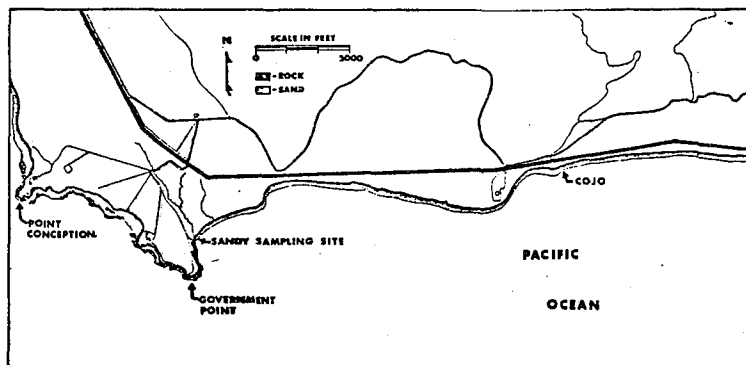 SCALE IN FEET
N
0
3000
-ROCK
-SAND
COJO
POINT
CONCEPTION
SANDY SAMPLING SITE
GOVERNMENT
POINT
PACIFIC
OCEAN